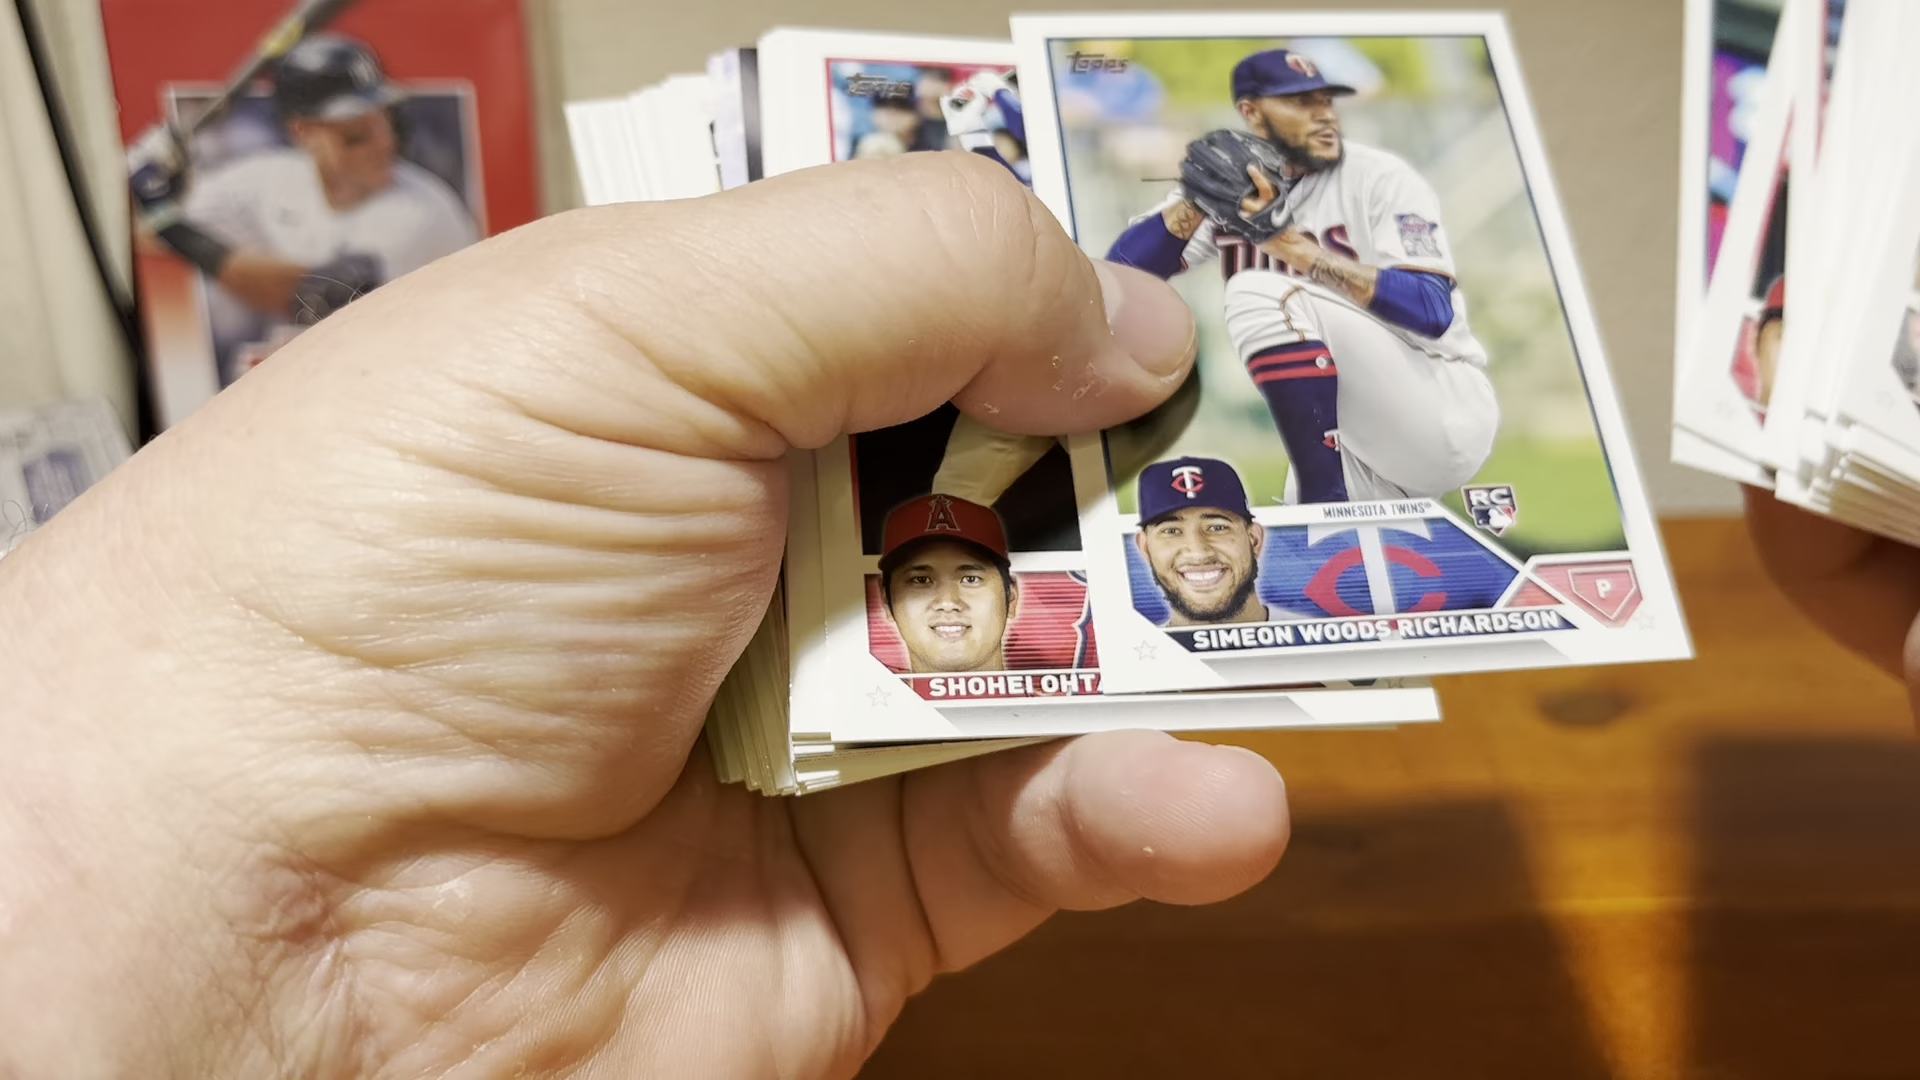 Topps
Topps
MINNESOTA TWINS
RC
P
SIMEON WOODS RICHARDSON
SHOHEI OHTA